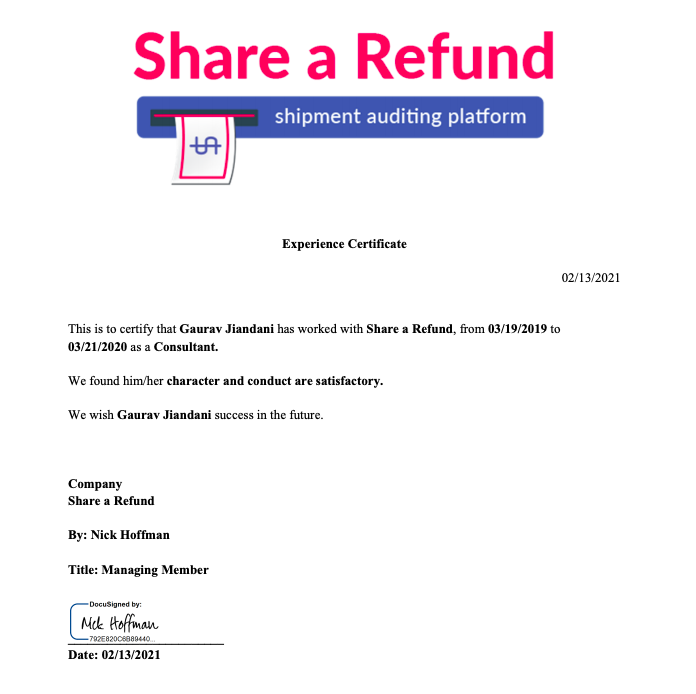 Share a Refund
shipment auditing platform
Experience Certificate
02/13/2021
This is to certify that Gaurav Jiandani has worked with Share a Refund, from 03/19/2019 to
03/21/2020 as a Consultant.
We found him/her character and conduct are satisfactory.
We wish Gaurav Jiandani success in the future.
Company
Share a Refund
By: Nick Hoffman
Title: Managing Member
DocuSigned by:
Nick Hoffman
792E820C6B89440...
Date: 02/13/2021